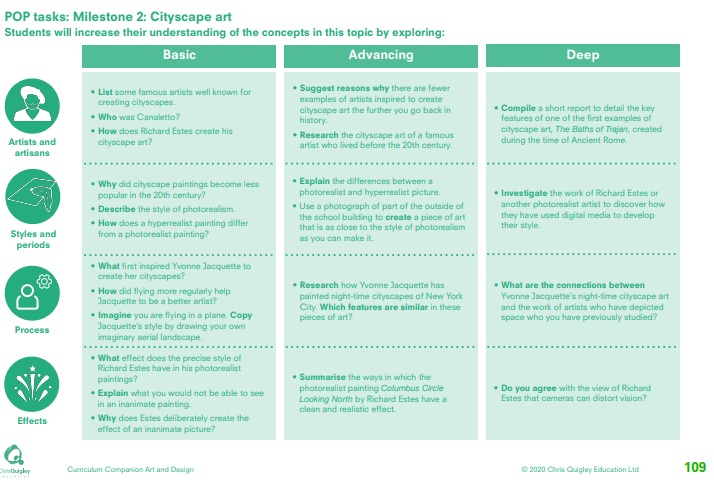 POP tasks: Milestone 2: Cityscape art
Students will increase their understanding of the concepts in this topic by exploring:
Basic
Advancing
Deep
Artists and
artisans
• List some famous artists well known for
creating cityscapes.
• Who was Canaletto?
• How does Richard Estes create his
cityscape art?
• Suggest reasons why there are fewer
examples of artists inspired to create
cityscape art the further you go back in
history.
• Research the cityscape art of a famous
artist who lived before the 20th century.
• Compile a short report to detail the key
features of one of the first examples of
cityscape art, The Baths of Trajan, created
during the time of Ancient Rome.
Styles and
periods
• Why did cityscape paintings become less
popular in the 20th century?
• Describe the style of photorealism.
• How does a hyperrealist painting differ
from a photorealist painting?
• Explain the differences between a
photorealist and hyperrealist picture.
• Use a photograph of part of the outside of
the school building to create a piece of art
that is as close to the style of photorealism
as you can make it.
• Investigate the work of Richard Estes or
another photorealist artist to discover how
they have used digital media to develop
their style.
Process
• What first inspired Yvonne Jacquette to
create her cityscapes?
• How did flying more regularly help
Jacquette to be a better artist?
• Imagine you are flying in a plane. Copy
Jacquette's style by drawing your own
imaginary aerial landscape.
• Research how Yvonne Jacquette has
painted night-time cityscapes of New York
City. Which features are similar in these
pieces of art?
• What are the connections between
Yvonne Jacquette's night-time cityscape art
and the work of artists who have depicted
space who you have previously studied?
Effects
• What effect does the precise style of
Richard Estes have in his photorealist
paintings?
• Explain what you would not be able to see
in an inanimate painting.
• Why does Estes deliberately create the
effect of an inanimate picture?
• Summarise the ways in which the
photorealist painting Columbus Circle
Looking North by Richard Estes have a
clean and realistic effect.
• Do you agree with the view of Richard
Estes that cameras can distort vision?
ChrisQuigley
Curriculum Companion Art and Design
© 2020 Chris Quigley Education Ltd
109